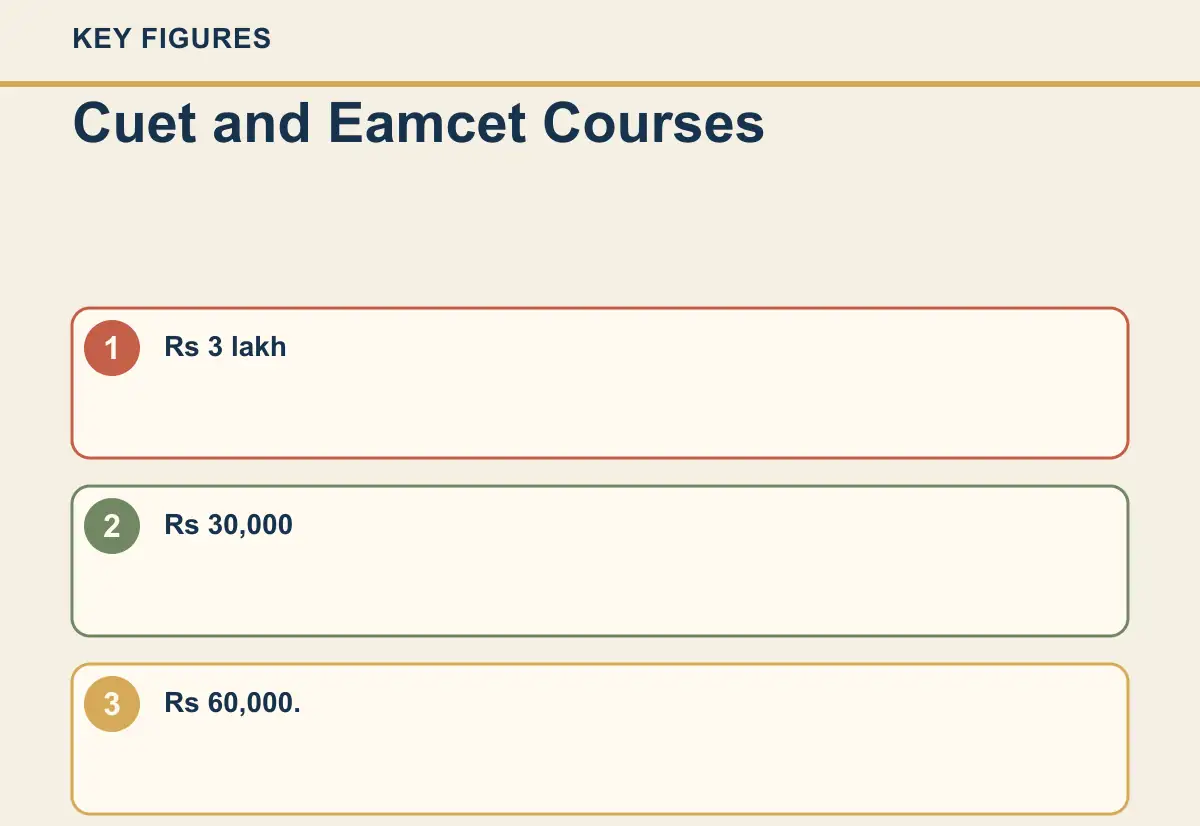 KEY FIGURES
Cuet and Eamcet Courses
1 Rs 3 lakh
2 Rs 30,000
3 Rs 60,000.